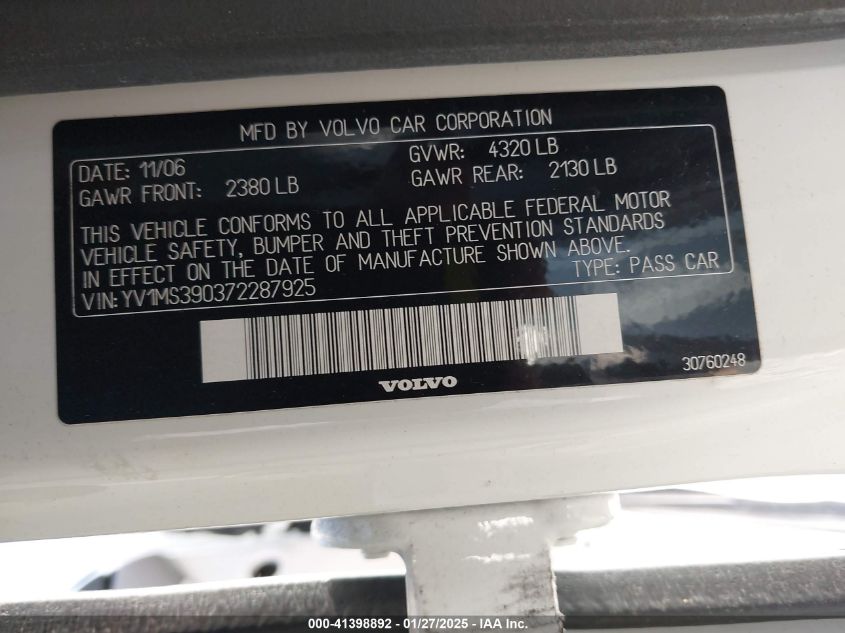 MFD BY VOLVO CAR CORPORATION
DATE: 11/06 GVWR: 4320 LB
GAWR FRONT: 2380 LB GAWR REAR: 2130 LB
THIS VEHICLE CONFORMS TO ALL APPLICABLE FEDERAL MOTOR
VEHICLE SAFETY, BUMPER AND THEFT PREVENTION STANDARDS
IN EFFECT ON THE DATE OF MANUFACTURE SHOWN ABOVE.
VIN:YV1MS390372287925 TYPE: PASS CAR
VOLVO
30760248
000-41398892 - 01/27/2025 - IAA Inc.